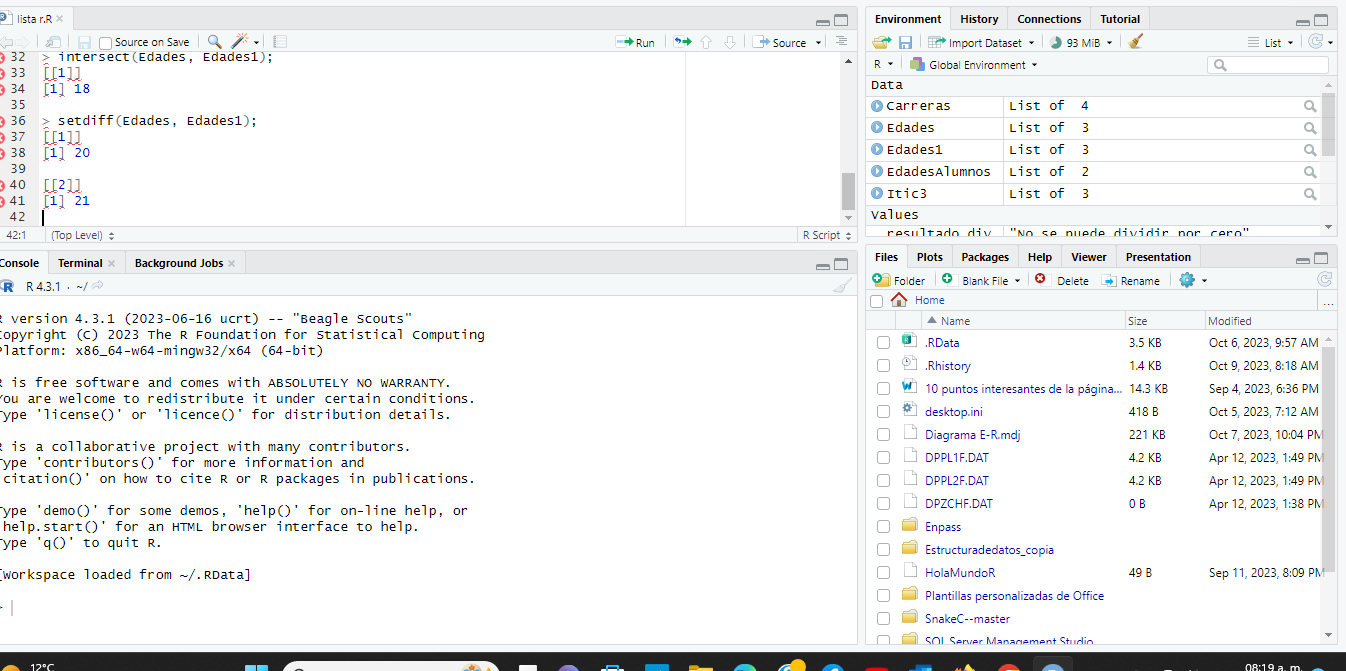 lista r.R
Source on Save Run Source
32 > intersect(Edades, Edades1);
33 [[1]]
34 [1] 18
35
36 > setdiff(Edades, Edades1);
37 [[1]]
38 [1] 20
39
40 [[2]]
41 [1] 21
42
42:1 (Top Level) R Script
Console Terminal Background Jobs
R 4.3.1 · ~/
R version 4.3.1 (2023-06-16 ucrt) -- "Beagle Scouts"
Copyright (C) 2023 The R Foundation for Statistical Computing
Platform: x86_64-w64-mingw32/x64 (64-bit)
R is free software and comes with ABSOLUTELY NO WARRANTY.
You are welcome to redistribute it under certain conditions.
Type 'license()' or 'licence()' for distribution details.
R is a collaborative project with many contributors.
Type 'contributors()' for more information and
'citation()' on how to cite R or R packages in publications.
Type 'demo()' for some demos, 'help()' for on-line help, or
'help.start()' for an HTML browser interface to help.
Type 'q()' to quit R.
[Workspace loaded from ~/.RData]
>
Environment History Connections Tutorial
Import Dataset 93 MiB List
R Global Environment
Data
Carreras List of 4
Edades List of 3
Edades1 List of 3
EdadesAlumnos List of 2
Itic3 List of 3
Values
resultado_div "No se puede dividir por cero"
Files Plots Packages Help Viewer Presentation
Folder Blank File Delete Rename
Home ...
Name Size Modified
.RData 3.5 KB Oct 6, 2023, 9:57 AM
.Rhistory 1.4 KB Oct 9, 2023, 8:18 AM
10 puntos interesantes de la página... 14.3 KB Sep 4, 2023, 6:36 PM
desktop.ini 418 B Oct 5, 2023, 7:12 AM
Diagrama E-R.mdj 221 KB Oct 7, 2023, 10:04 PM
DPPL1F.DAT 4.2 KB Apr 12, 2023, 1:49 PM
DPPL2F.DAT 4.2 KB Apr 12, 2023, 1:49 PM
DPZCHF.DAT 0 B Apr 12, 2023, 1:38 PM
Enpass
Estructuradedatos_copia
HolaMundoR 49 B Sep 11, 2023, 8:09 PM
Plantillas personalizadas de Office
SnakeC--master
SQL Server Management Studio
12°C 08:19 a. m.